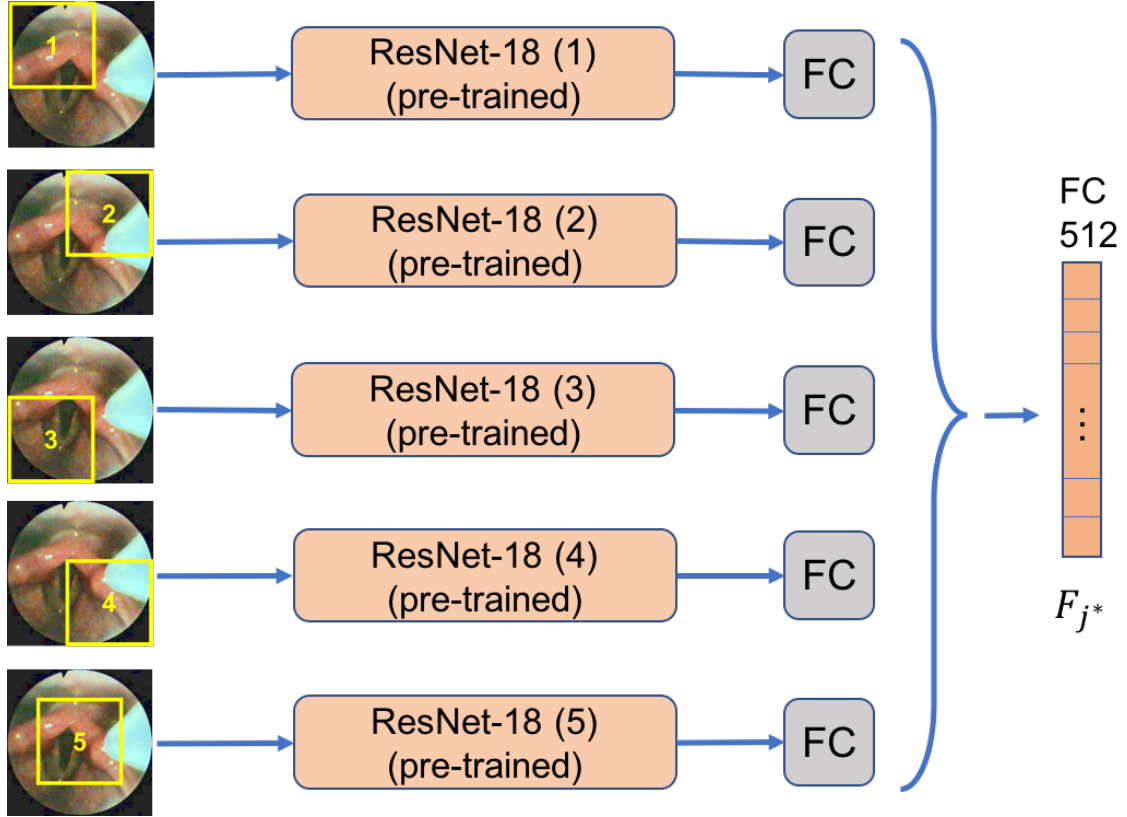 1
ResNet-18 (1)
(pre-trained)
FC
2
ResNet-18 (2)
(pre-trained)
FC
3
ResNet-18 (3)
(pre-trained)
FC
4
ResNet-18 (4)
(pre-trained)
FC
5
ResNet-18 (5)
(pre-trained)
FC
FC
512
⋮
F_{j*}